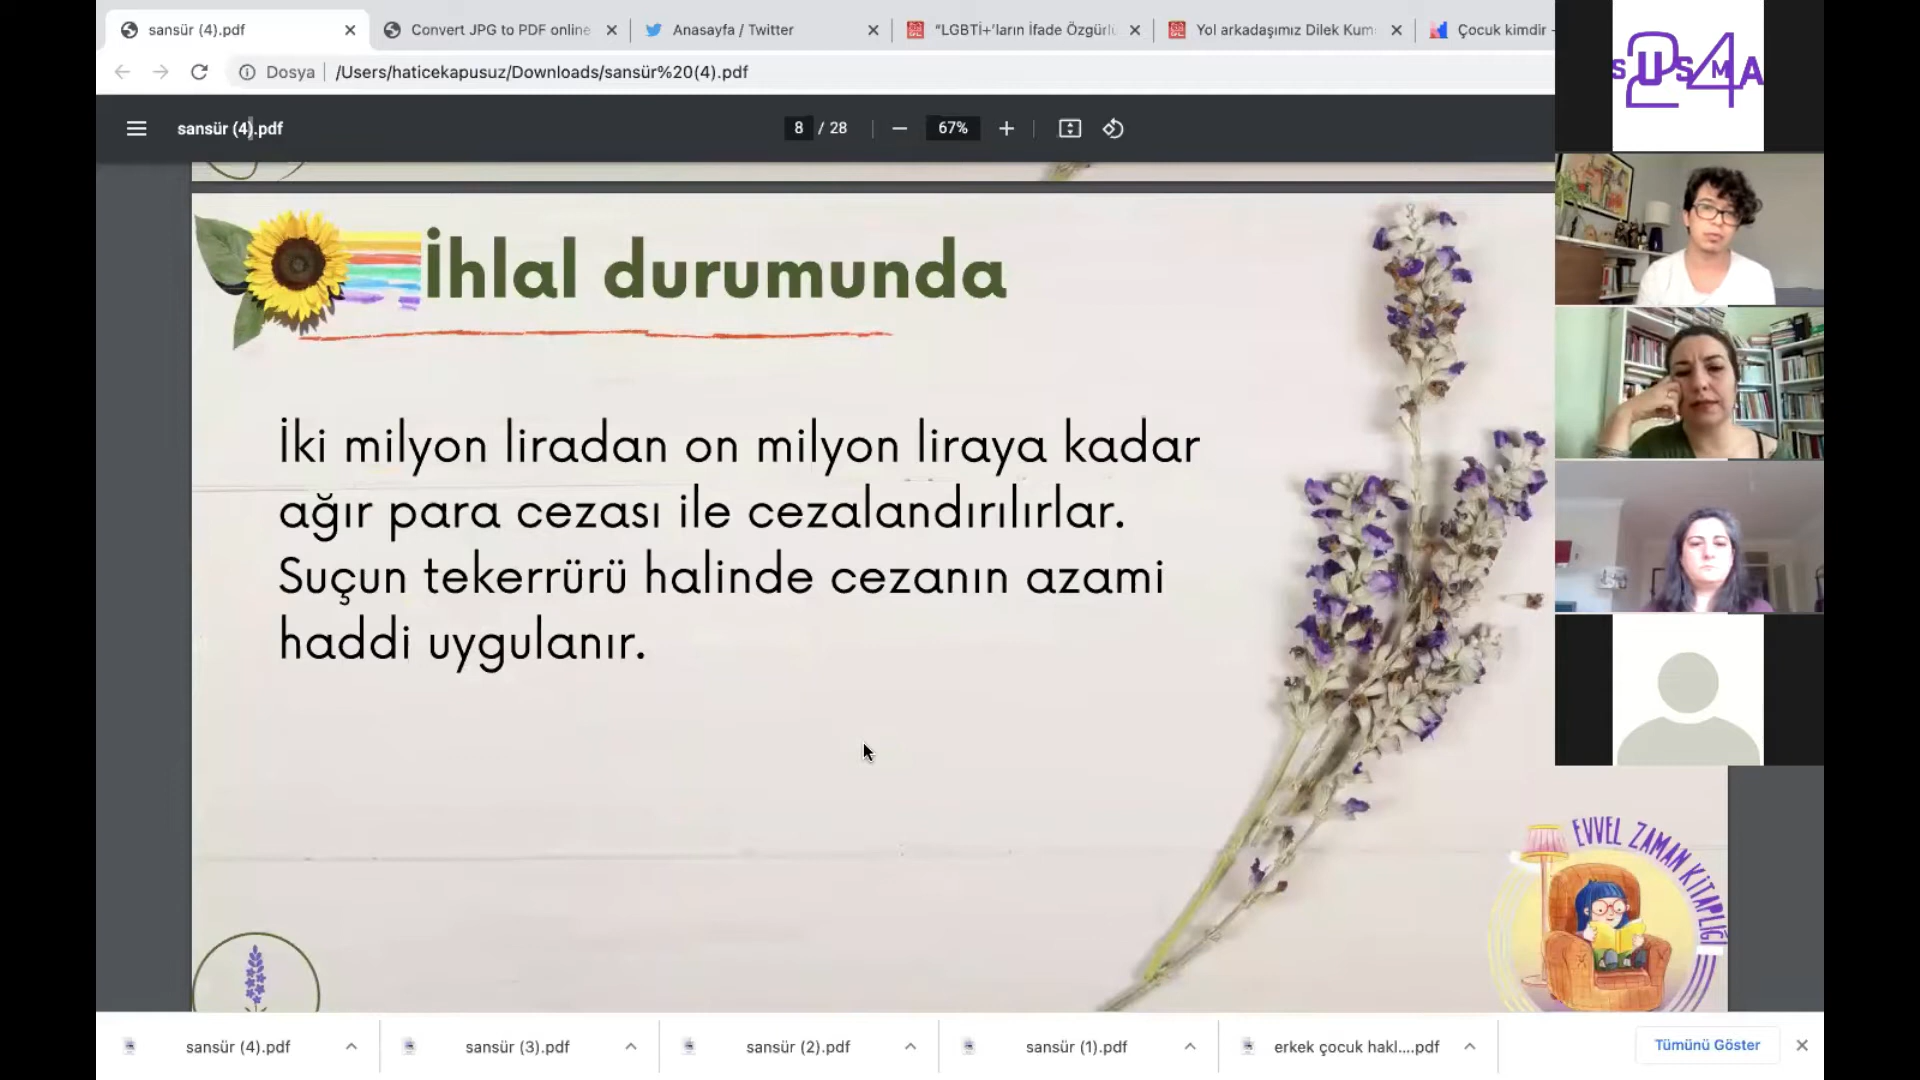 sansür (4).pdf
Convert JPG to PDF online
Anasayfa / Twitter
"LGBTİ+'ların İfade Özgürlü
Yol arkadaşımız Dilek Kum
Çocuk kimdir -
Dosya
/Users/haticekapusuz/Downloads/sansür%20(4).pdf
sansür (4).pdf
8 / 28
67%
SUSMA
24
İhlal durumunda
İki milyon liradan on milyon liraya kadar
ağır para cezası ile cezalandırılırlar.
Suçun tekerrürü halinde cezanın azami
haddi uygulanır.
EVVEL ZAMAN KİTAPLIĞI
sansür (4).pdf
sansür (3).pdf
sansür (2).pdf
sansür (1).pdf
erkek çocuk hakl....pdf
Tümünü Göster